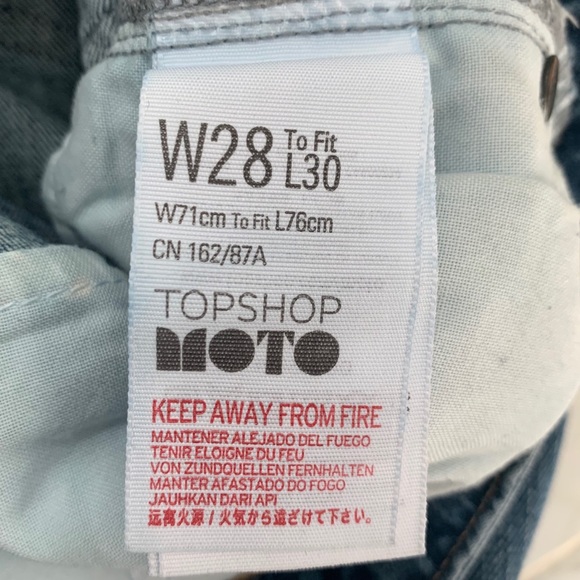 W28 To Fit L30
W71cm To Fit L76cm
CN 162/87A
TOPSHOP
MOTO
KEEP AWAY FROM FIRE
MANTENER ALEJADO DEL FUEGO
TENIR ELOIGNE DU FEU
VON ZUNDQUELLEN FERNHALTEN
MANTER AFASTADO DO FOGO
JAUHKAN DARI API
远离火源 / 火気から遠ざけて下さい。